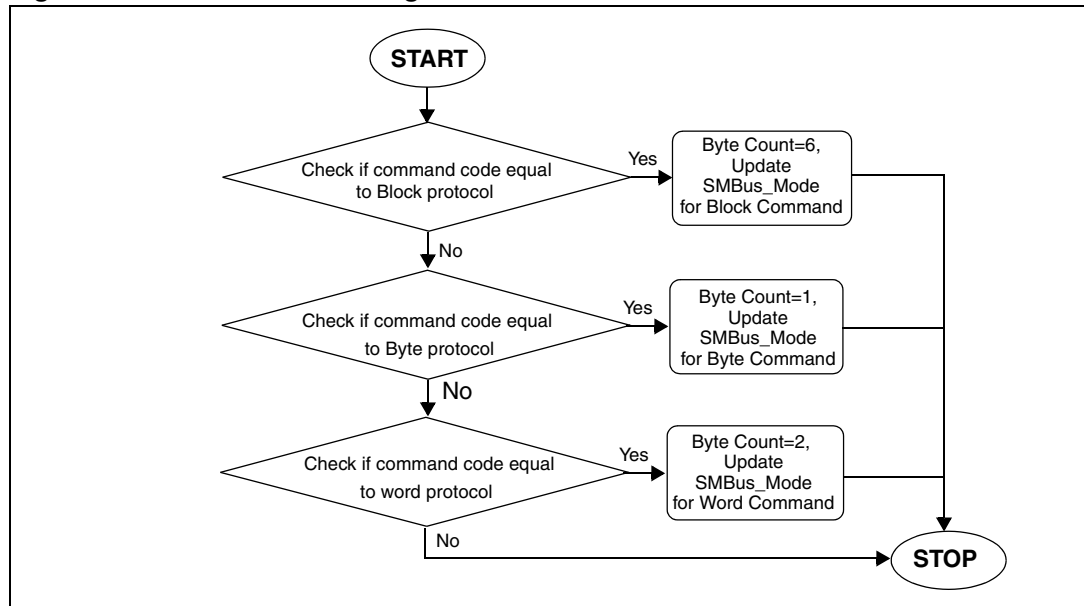 START
Check if command code equal
to Block protocol
Yes
Byte Count=6,
Update
SMBus_Mode
for Block Command
No
Check if command code equal
to Byte protocol
Yes
Byte Count=1,
Update
SMBus_Mode
for Byte Command
No
Check if command code equal
to word protocol
Yes
Byte Count=2,
Update
SMBus_Mode
for Word Command
No
STOP